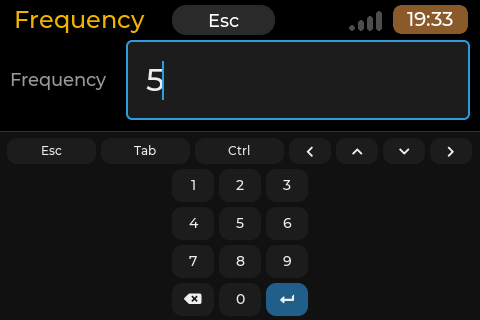 Frequency Esc 19:33
Frequency 5
Esc Tab Ctrl
1 2 3
4 5 6
7 8 9
0